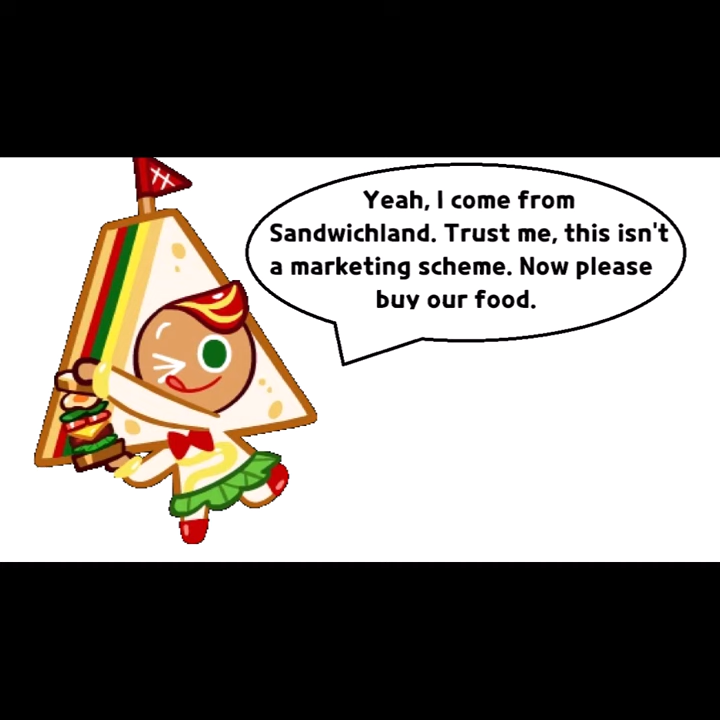 Yeah, I come from
Sandwichland. Trust me, this isn't
a marketing scheme. Now please
buy our food.